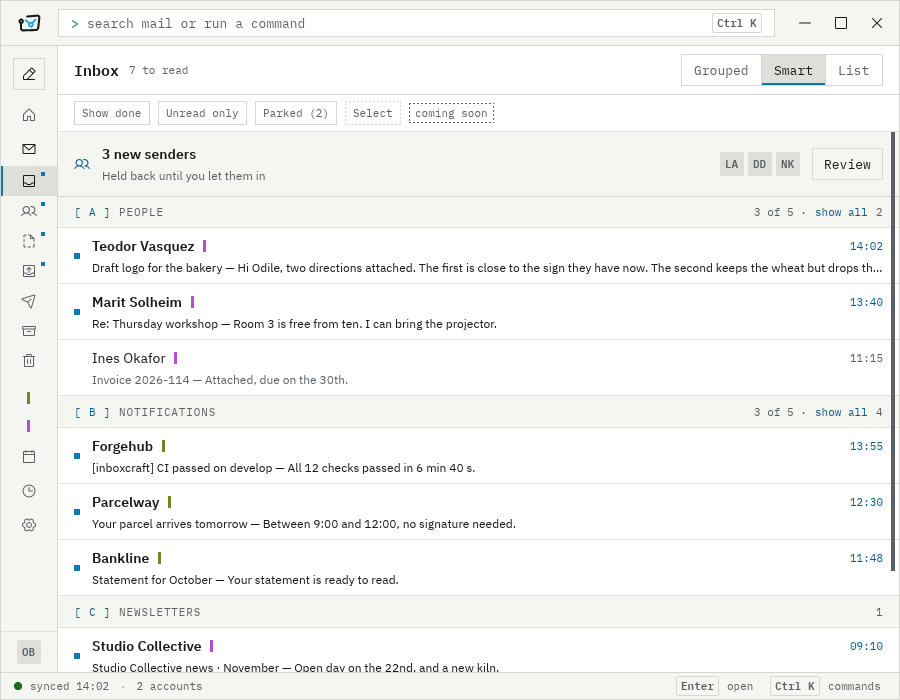 > search mail or run a command Ctrl K
Inbox 7 to read Grouped Smart List
Show done Unread only Parked (2) Select coming soon
3 new senders
Held back until you let them in
LA DD NK Review
[ A ] PEOPLE 3 of 5 · show all 2
Teodor Vasquez 14:02
Draft logo for the bakery — Hi Odile, two directions attached. The first is close to the sign they have now. The second keeps the wheat but drops th...
Marit Solheim 13:40
Re: Thursday workshop — Room 3 is free from ten. I can bring the projector.
Ines Okafor 11:15
Invoice 2026-114 — Attached, due on the 30th.
[ B ] NOTIFICATIONS 3 of 5 · show all 4
Forgehub 13:55
[inboxcraft] CI passed on develop — All 12 checks passed in 6 min 40 s.
Parcelway 12:30
Your parcel arrives tomorrow — Between 9:00 and 12:00, no signature needed.
Bankline 11:48
Statement for October — Your statement is ready to read.
[ C ] NEWSLETTERS 1
Studio Collective 09:10
Studio Collective news · November — Open day on the 22nd, and a new kiln.
OB
synced 14:02 · 2 accounts Enter open Ctrl K commands